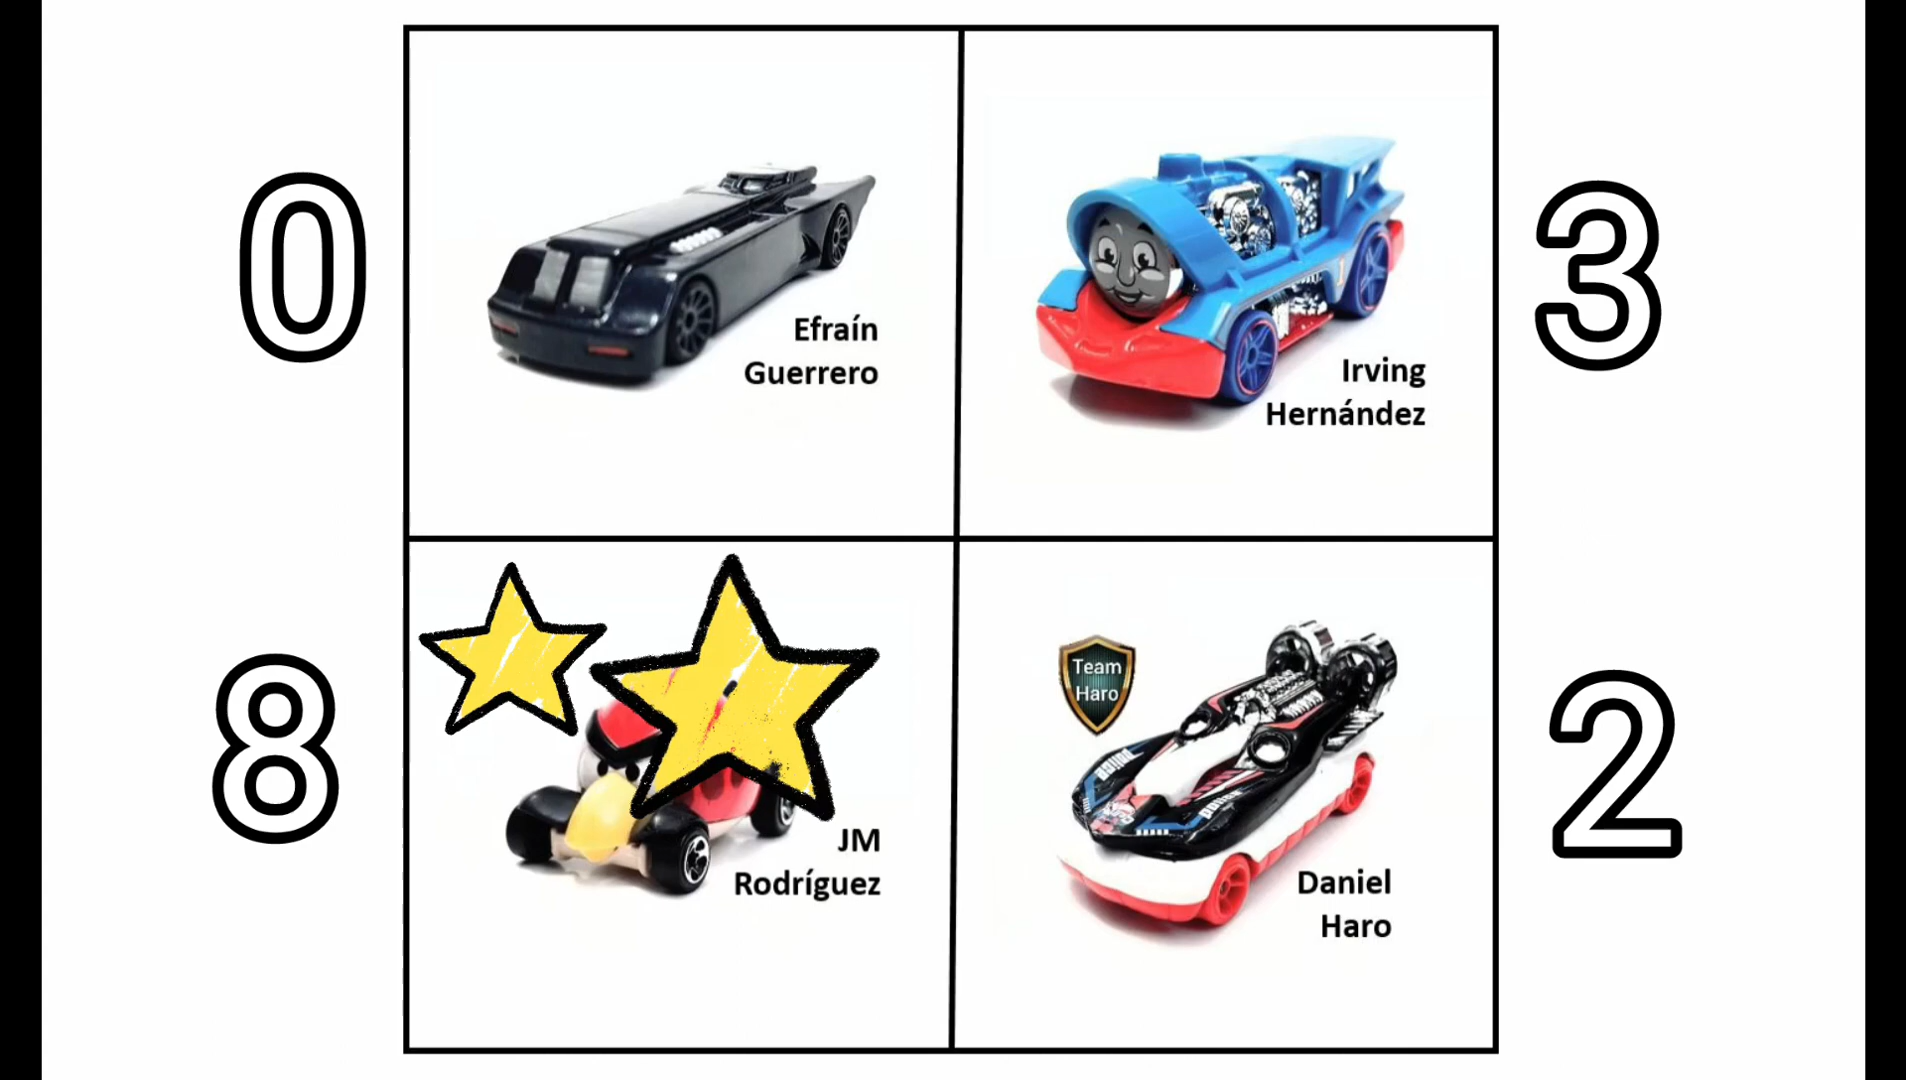 0
Efraín
Guerrero
3
Irving
Hernández
8
JM
Rodríguez
2
Team
Haro
Daniel
Haro